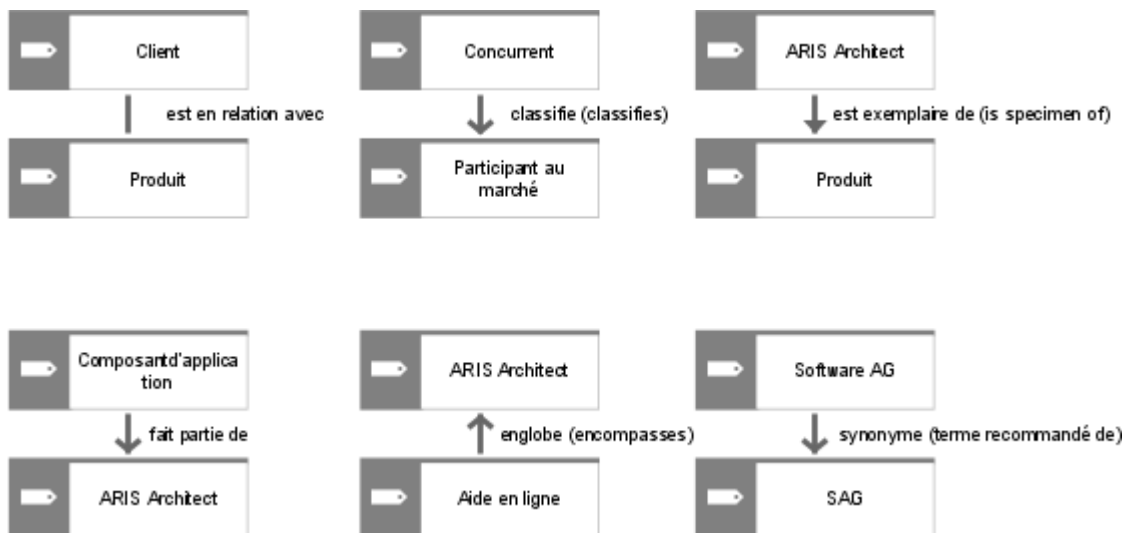 Client
Concurrent
ARIS Architect
est en relation avec
classifie (classifies)
est exemplaire de (is specimen of)
Produit
Participant au
marché
Produit
Composantd'applica
tion
ARIS Architect
Software AG
fait partie de
englobe (encompasses)
synonyme (terme recommandé de)
ARIS Architect
Aide en ligne
SAG